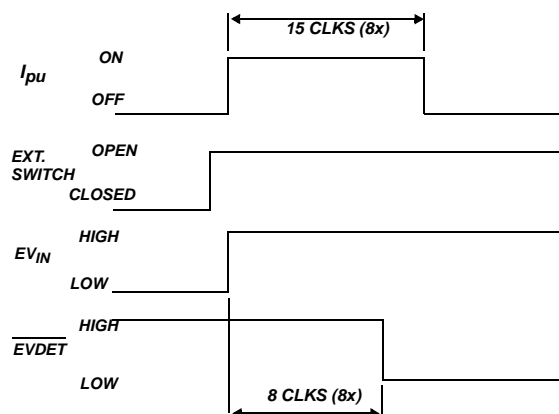 15 CLKS (8x)
Ipu
ON
OFF
EXT.
SWITCH
OPEN
CLOSED
EVIN
HIGH
LOW
EVDET
HIGH
LOW
8 CLKS (8x)